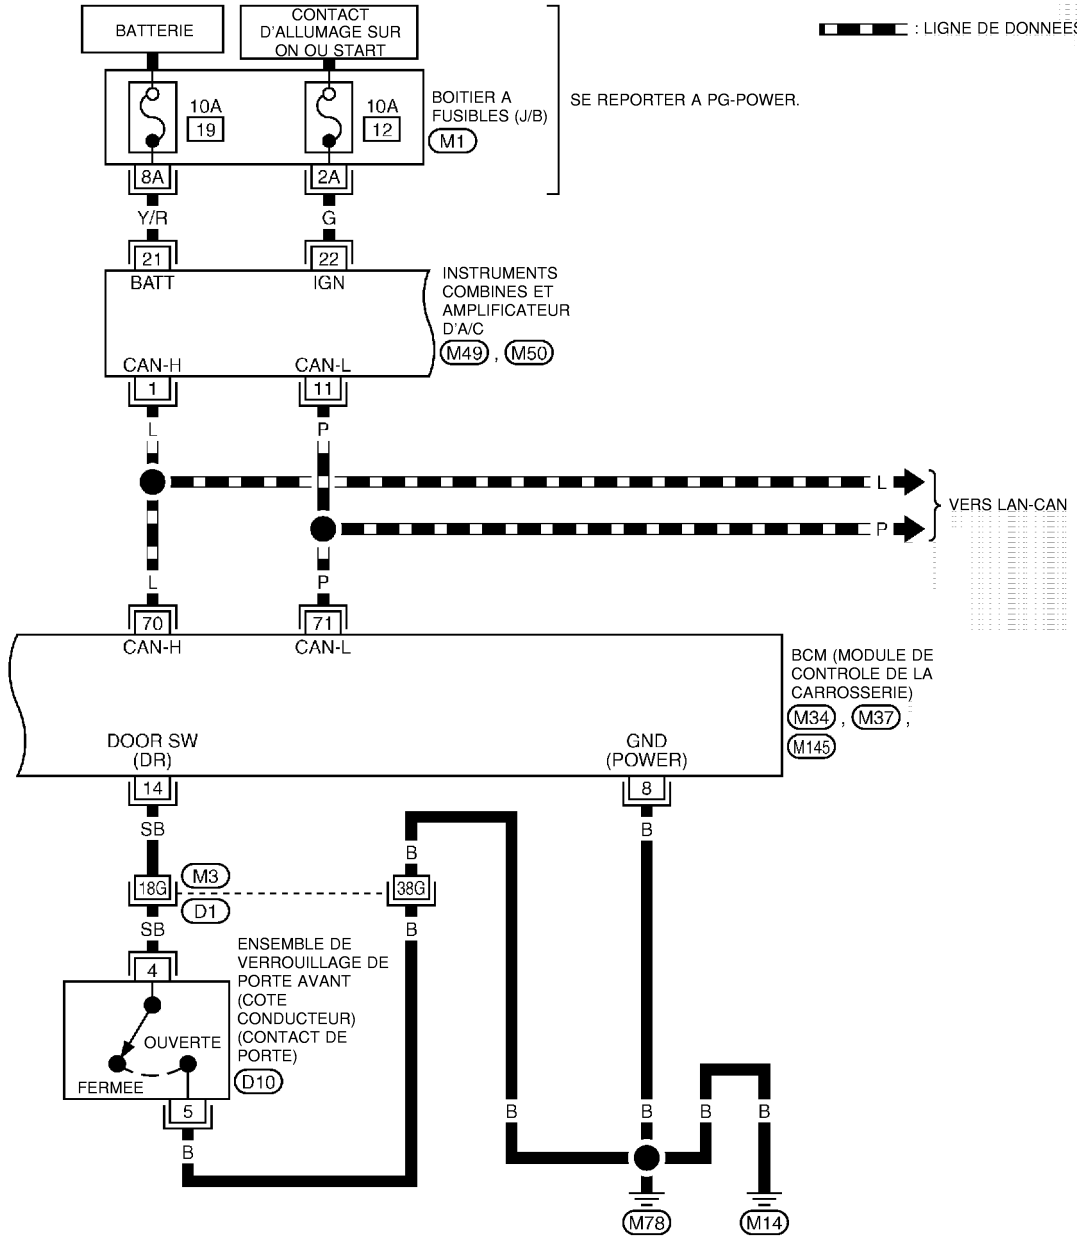 BATTERIE
CONTACT
D'ALLUMAGE SUR
ON OU START
: LIGNE DE DONNEES
10A
19
10A
12
BOITIER A
FUSIBLES (J/B)
M1
SE REPORTER A PG-POWER.
8A
2A
Y/R
G
21
22
BATT
IGN
INSTRUMENTS
COMBINES ET
AMPLIFICATEUR
D'A/C
M49 , M50
CAN-H
CAN-L
1
11
L
P
L
P
VERS LAN-CAN
L
P
70
71
CAN-H
CAN-L
BCM (MODULE DE
CONTROLE DE LA
CARROSSERIE)
M34 , M37 ,
M145
DOOR SW
(DR)
GND
(POWER)
14
8
SB
B
B
18G
M3
D1
38G
SB
B
4
ENSEMBLE DE
VERROUILLAGE DE
PORTE AVANT
(COTE
CONDUCTEUR)
(CONTACT DE
PORTE)
D10
OUVERTE
FERMEE
5
B
B
B
B
B
M78
M14